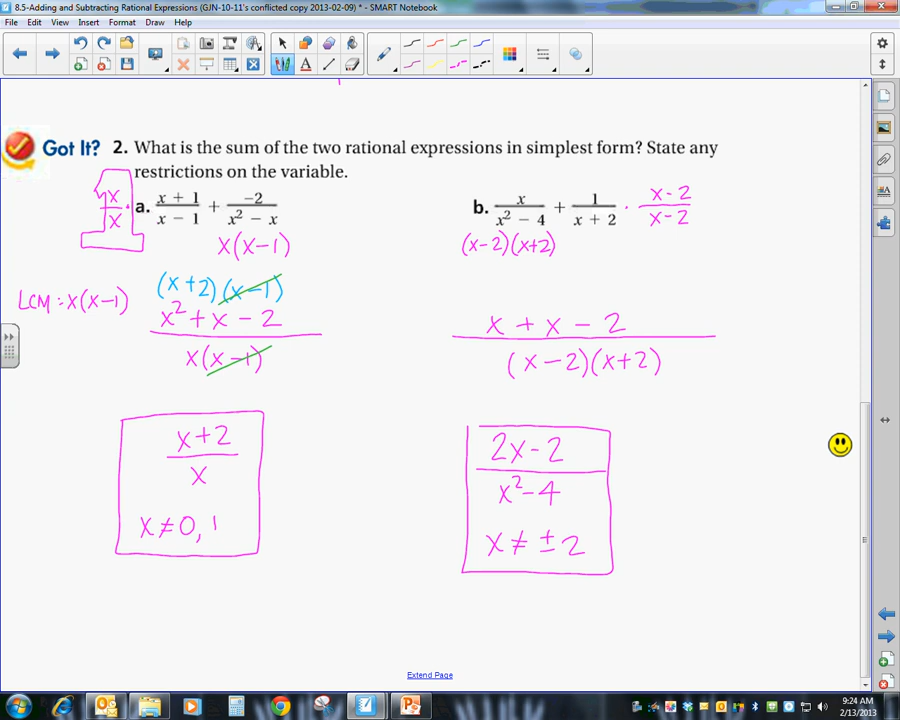 8.5-Adding and Subtracting Rational Expressions (GJN-10-11's conflicted copy 2013-02-09) * - SMART Notebook
File Edit View Insert Format Draw Help
Got It? 2. What is the sum of the two rational expressions in simplest form? State any
restrictions on the variable.
x/x · a. (x + 1)/(x − 1) + −2/(x² − x)
x(x−1)
LCM = x(x−1)
(x+2)(x−1)
x² + x − 2
x(x−1)
x+2
x
x ≠ 0, 1
b. x/(x² − 4) + 1/(x + 2) · (x−2)/(x−2)
(x−2)(x+2)
x + x − 2
(x−2)(x+2)
2x−2
x²−4
x ≠ ±2
Extend Page
9:24 AM
2/13/2013